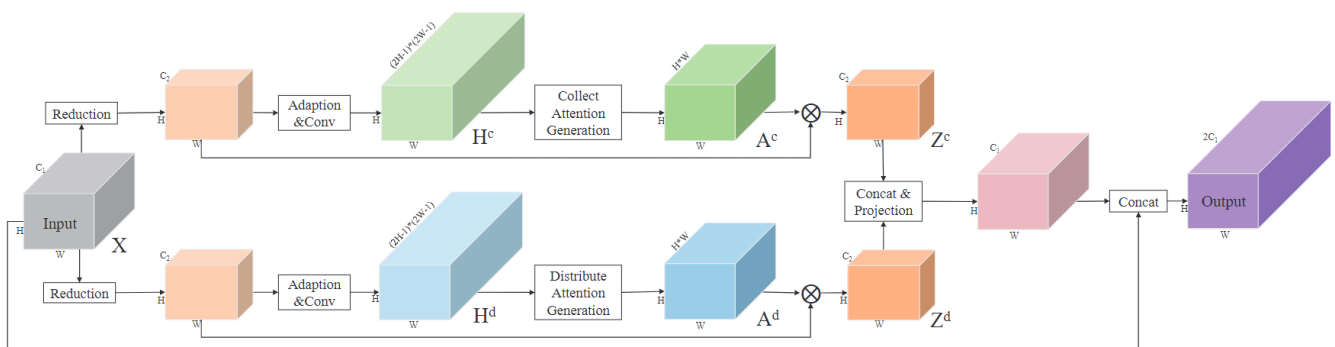 C2
Reduction
H
W
Adaption
&Conv
(2H-1)*(2W-1)
H
W
Hc
Collect
Attention
Generation
H*W
H
W
Ac
C2
H
Zc
C1
Input
H
W
X
Concat &
Projection
C1
H
W
Concat
2C1
Output
H
W
Reduction
C2
H
W
Adaption
&Conv
(2H-1)*(2W-1)
H
W
Hd
Distribute
Attention
Generation
H*W
H
W
Ad
C2
H
W
Zd